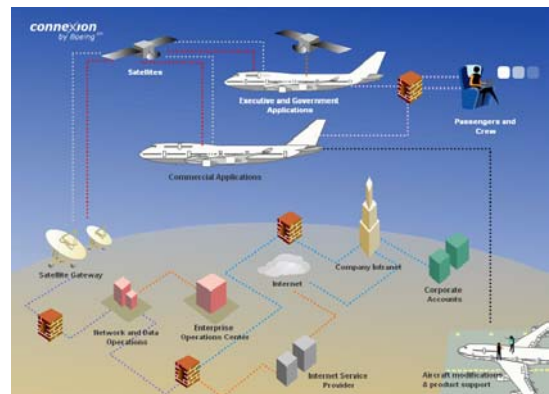 connexion
by Boeing
Satellites
Executive and Government
Applications
Passengers and
Crew
Commercial Applications
Satellite Gateway
Company Intranet
Internet
Corporate
Accounts
Network and Data
Operations
Enterprise
Operations Center
Internet Service
Provider
Aircraft modifications
& product support